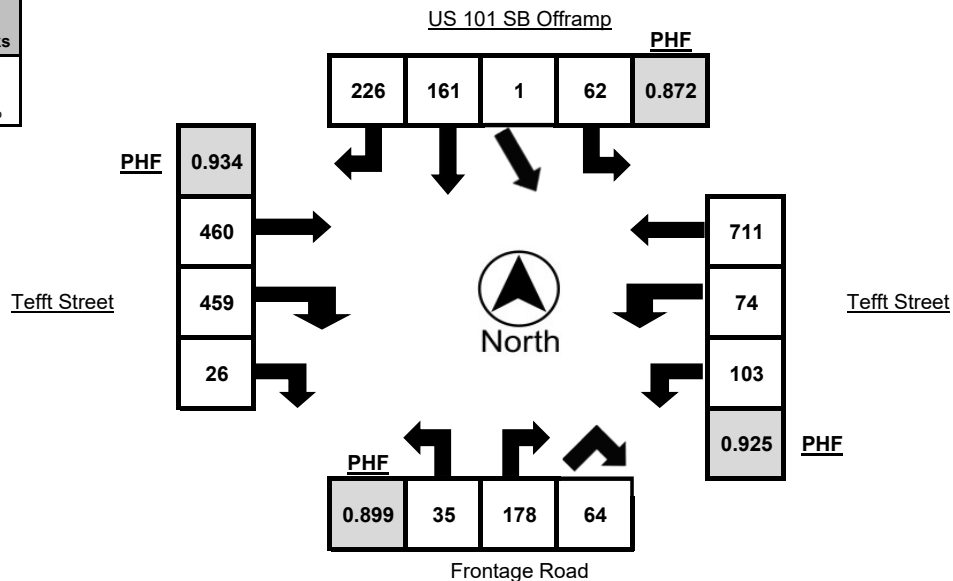 US 101 SB Offramp
PHF
226 161 1 62 0.872
PHF 0.934
460 711
Tefft Street 459 74 Tefft Street
North
26 103
PHF 0.925 PHF
0.899 35 178 64
Frontage Road